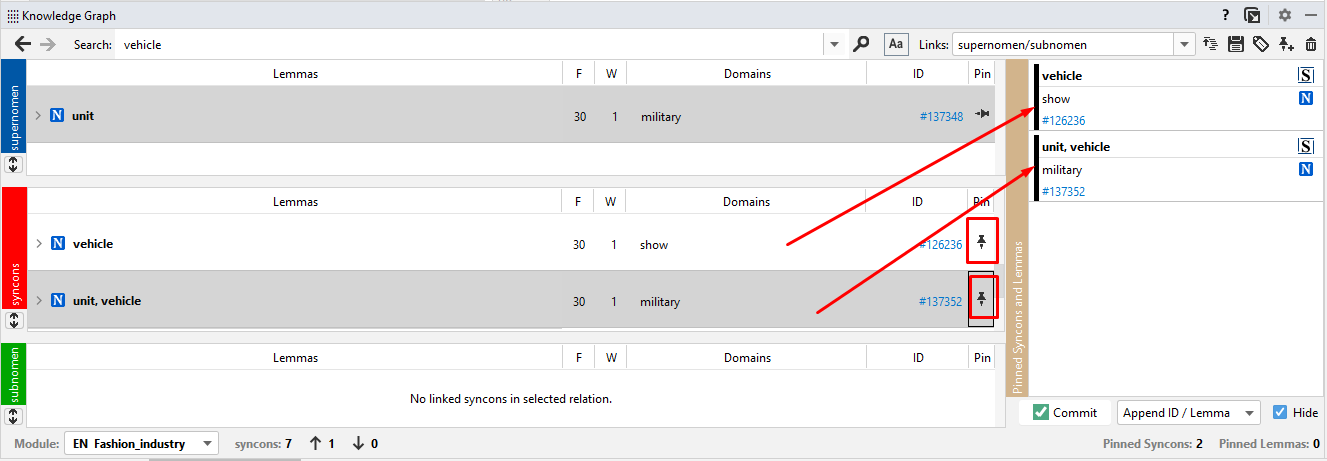 Knowledge Graph ?
Search: vehicle Aa Links: supernomen/subnomen
supernomen
Lemmas F W Domains ID Pin
N unit 30 1 military #137348
syncons
Lemmas F W Domains ID Pin
N vehicle 30 1 show #126236
N unit, vehicle 30 1 military #137352
subnomen
Lemmas F W Domains ID Pin
No linked syncons in selected relation.
Pinned Syncons and Lemmas
vehicle S
show N
#126236
unit, vehicle S
military N
#137352
Commit Append ID / Lemma Hide
Module: EN Fashion_industry syncons: 7 1 0 Pinned Syncons: 2 Pinned Lemmas: 0